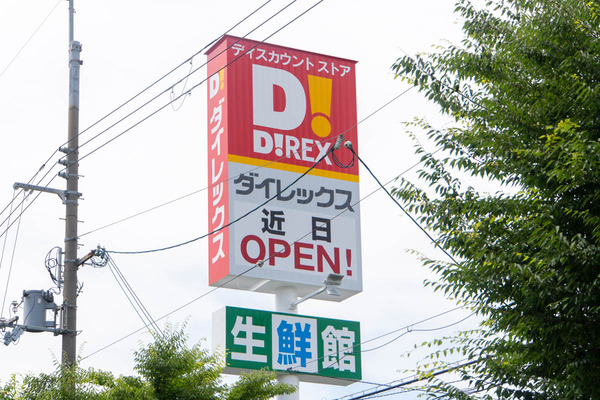 ディスカウント ストア
D!
D!REX
ダイレックス
近日
OPEN!
D!
ダイレックス
生鮮館